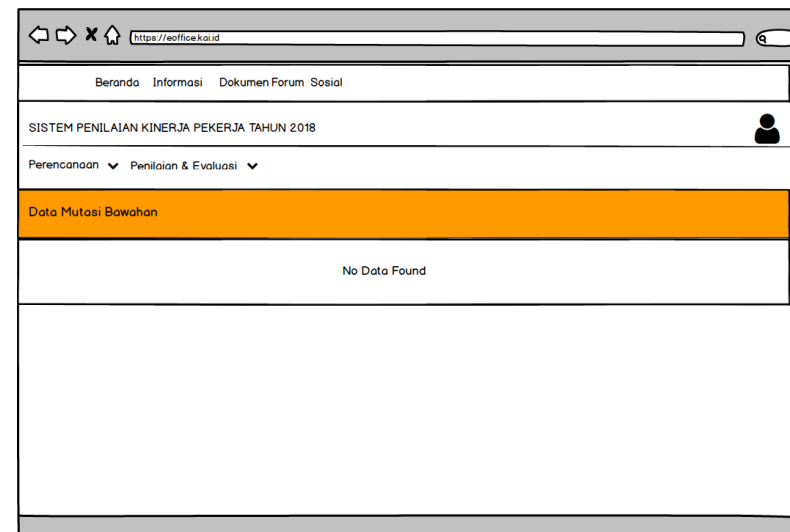 https://eoffice.kai.id
Beranda Informasi Dokumen Forum Sosial
SISTEM PENILAIAN KINERJA PEKERJA TAHUN 2018
Perencanaan Penilaian & Evaluasi
Data Mutasi Bawahan
No Data Found